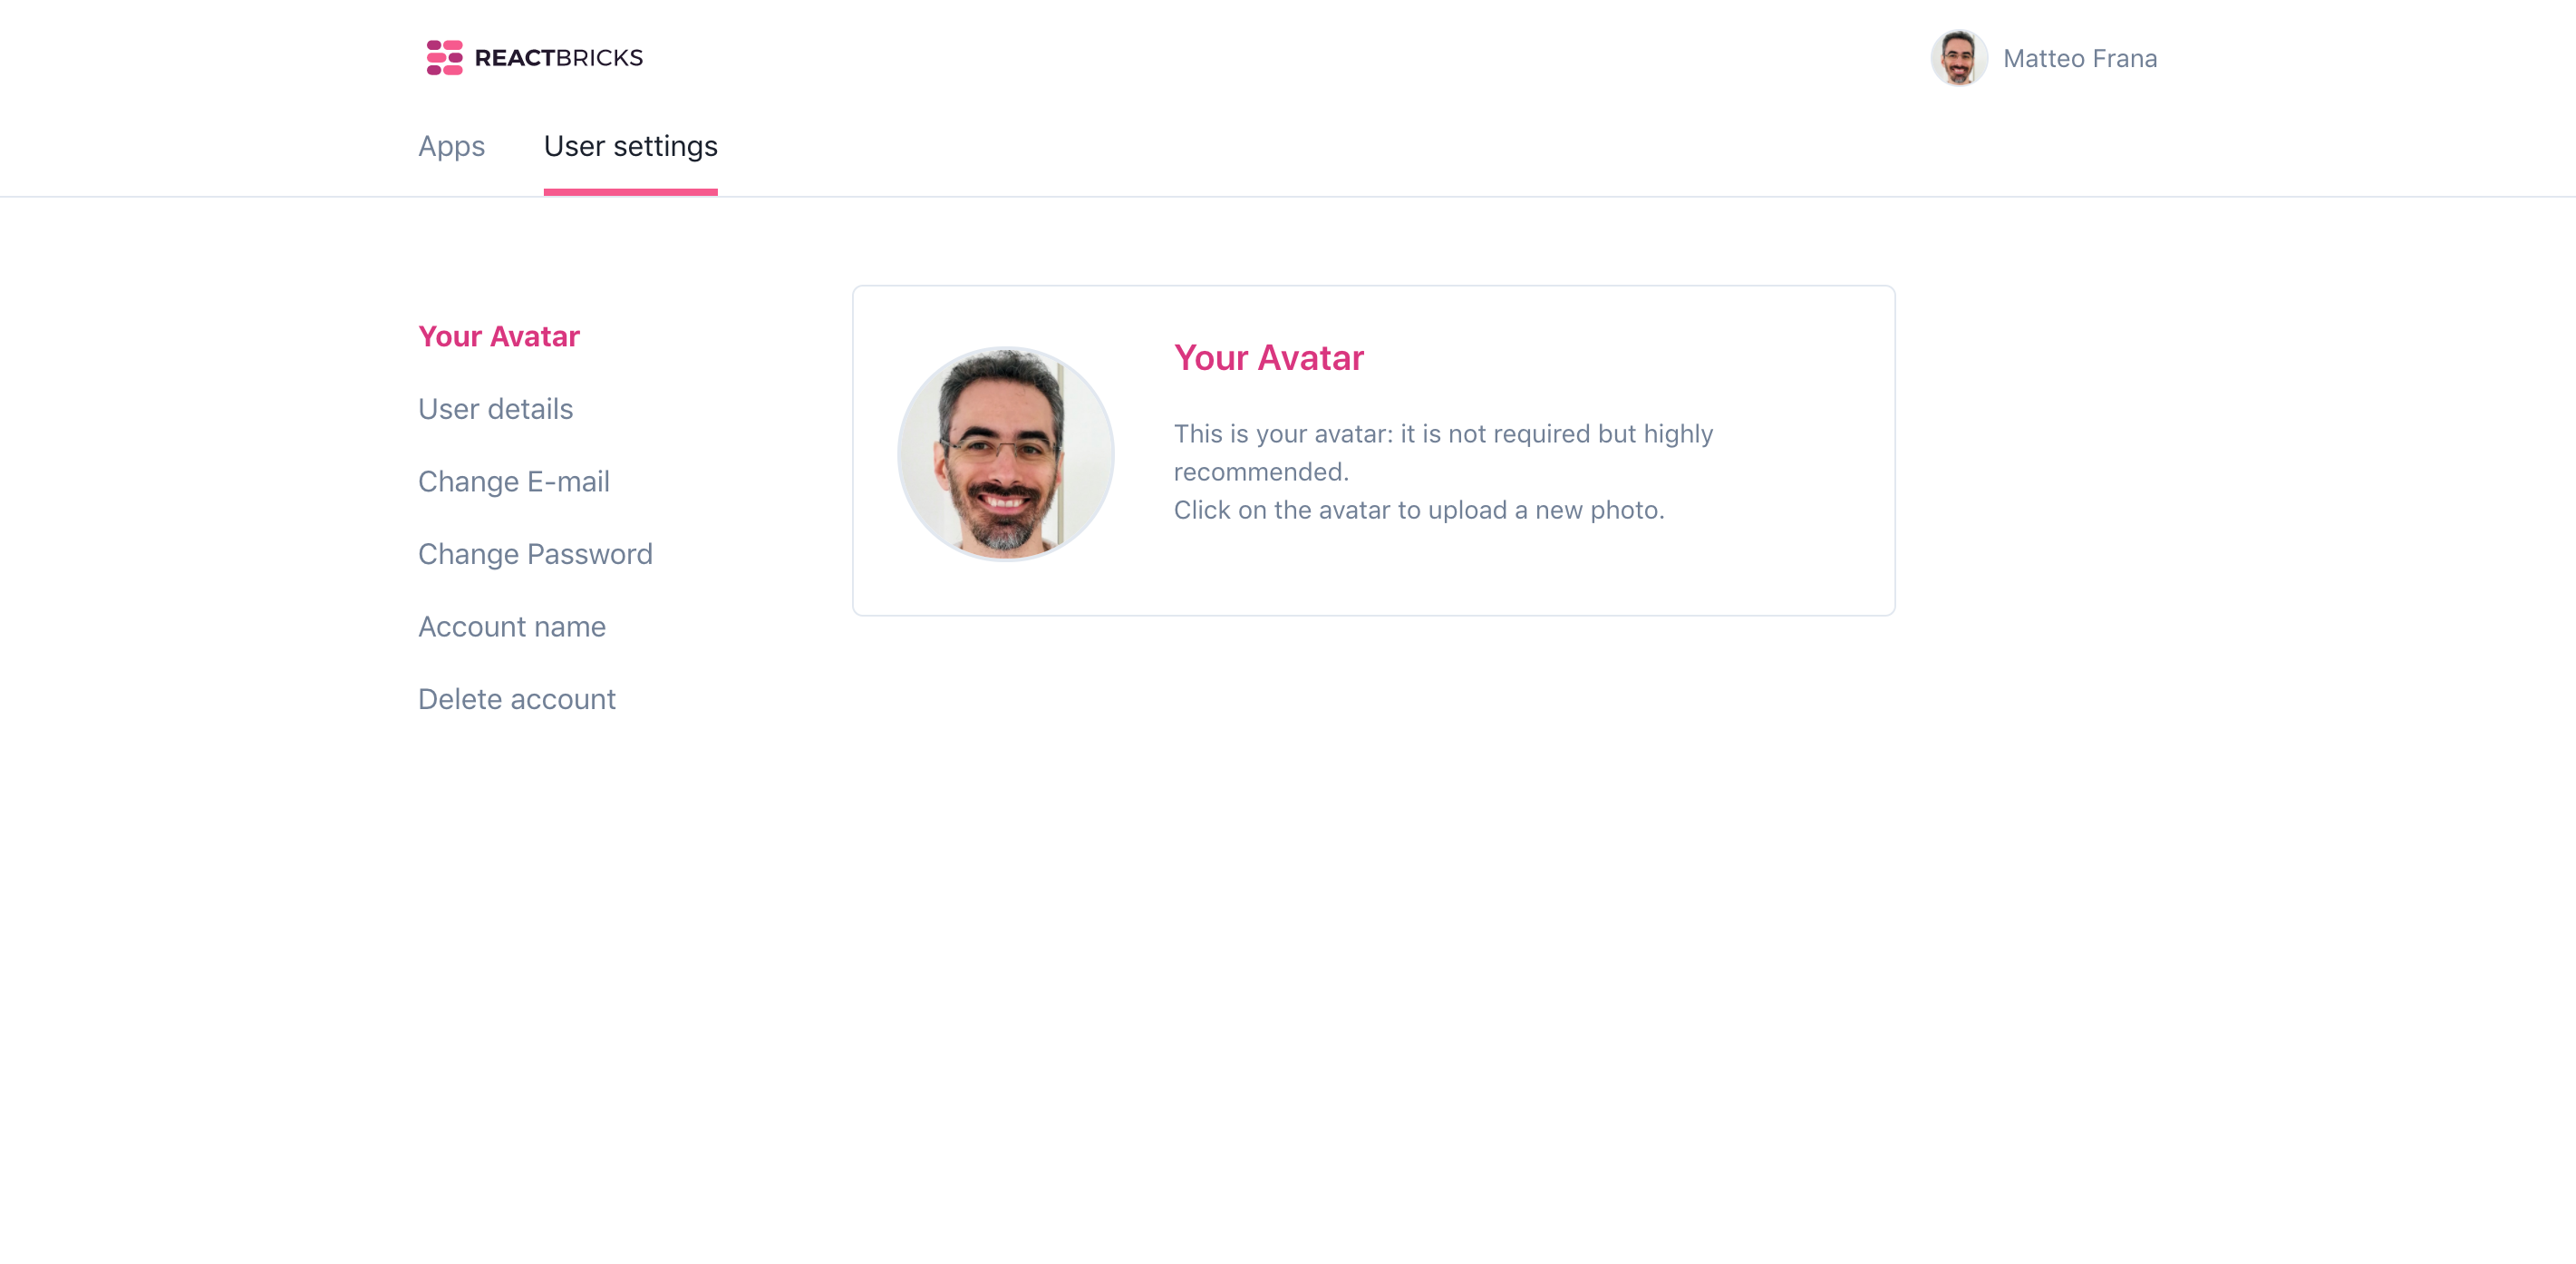 REACTBRICKS
Matteo Frana
Apps
User settings
Your Avatar
User details
Change E-mail
Change Password
Account name
Delete account
Your Avatar
This is your avatar: it is not required but highly
recommended.
Click on the avatar to upload a new photo.